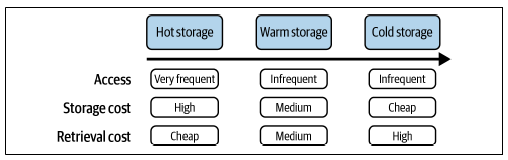 Hot storage Warm storage Cold storage
Access Very frequent Infrequent Infrequent
Storage cost High Medium Cheap
Retrieval cost Cheap Medium High